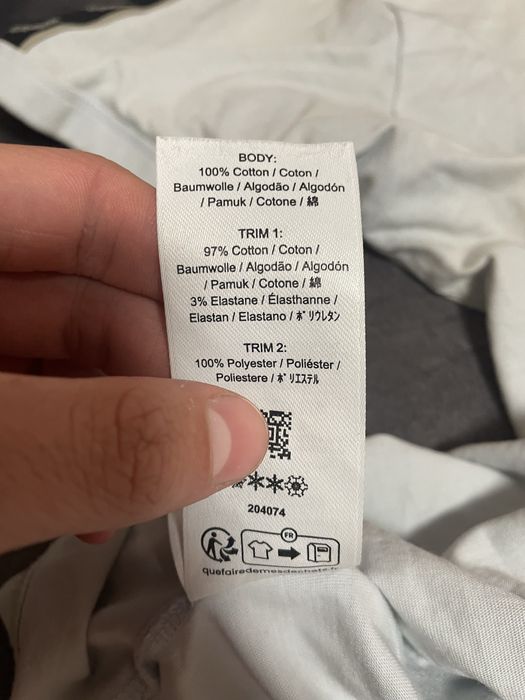 BODY:
100% Cotton / Coton /
Baumwolle / Algodão / Algodón
/ Pamuk / Cotone / 綿
TRIM 1:
97% Cotton / Coton /
Baumwolle / Algodão / Algodón
/ Pamuk / Cotone / 綿
3% Elastane / Élasthanne /
Elastan / Elastano / ﾎﾟﾘｳﾚﾀﾝ
TRIM 2:
100% Polyester / Poliéster /
Poliestere / ﾎﾟﾘｴｽﾃﾙ
204074
FR
quefairedemesdechets.fr